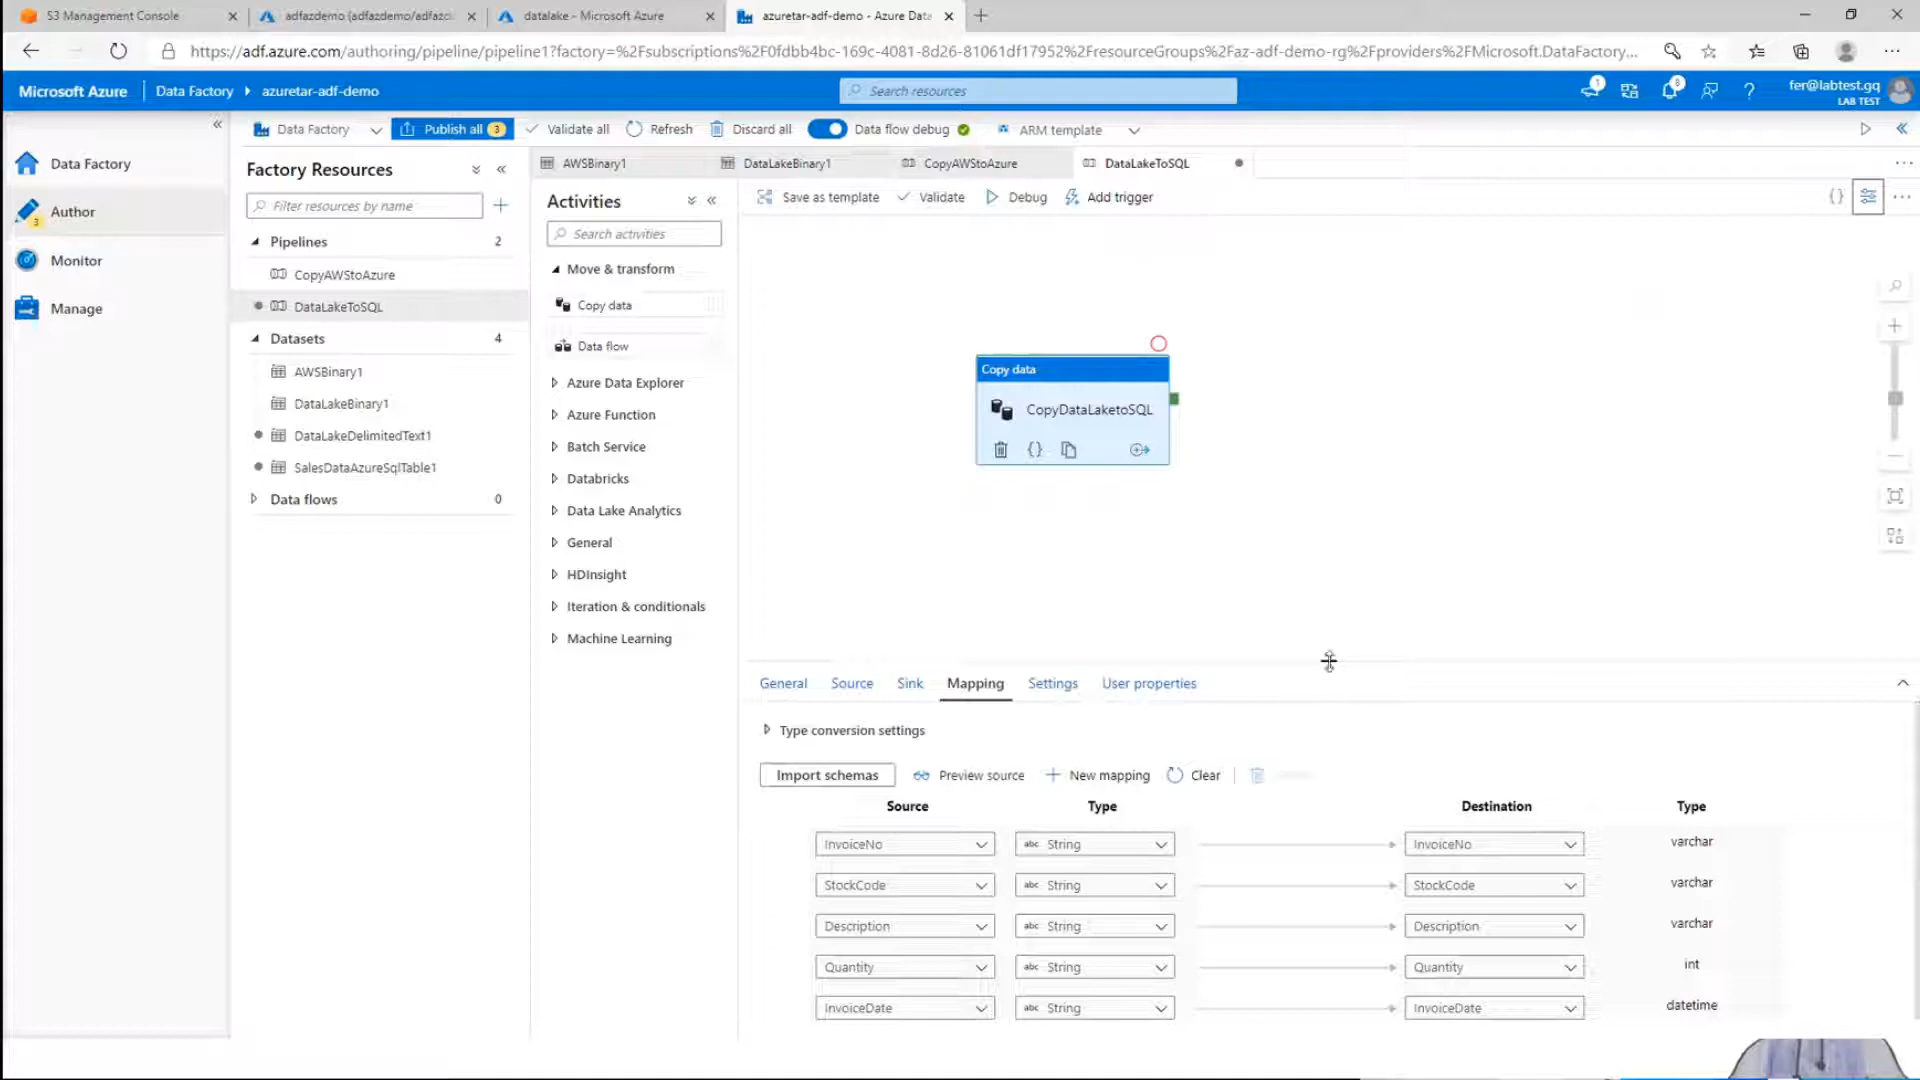 S3 Management Console
adfazdemo (adfazdemo/adfazd
datalake - Microsoft Azure
azuretar-adf-demo - Azure Data
https://adf.azure.com/authoring/pipeline/pipeline1?factory=%2Fsubscriptions%2F0fdbb4bc-169c-4081-8d26-81061df17952%2FresourceGroups%2Faz-adf-demo-rg%2Fproviders%2FMicrosoft.DataFactory...
Microsoft Azure
Data Factory
azuretar-adf-demo
Search resources
1
8
fer@labtest.gq
LAB TEST
Data Factory
Publish all 3
Validate all
Refresh
Discard all
Data flow debug
ARM template
Data Factory
Author
3
Monitor
Manage
Factory Resources
Filter resources by name
Pipelines 2
CopyAWStoAzure
DataLakeToSQL
Datasets 4
AWSBinary1
DataLakeBinary1
DataLakeDelimitedText1
SalesDataAzureSqlTable1
Data flows 0
AWSBinary1
DataLakeBinary1
CopyAWStoAzure
DataLakeToSQL
Activities
Search activities
Move & transform
Copy data
Data flow
Azure Data Explorer
Azure Function
Batch Service
Databricks
Data Lake Analytics
General
HDInsight
Iteration & conditionals
Machine Learning
Save as template
Validate
Debug
Add trigger
Copy data
CopyDataLaketoSQL
General
Source
Sink
Mapping
Settings
User properties
Type conversion settings
Import schemas
Preview source
New mapping
Clear
Source Type Destination Type
InvoiceNo abc String InvoiceNo varchar
StockCode abc String StockCode varchar
Description abc String Description varchar
Quantity abc String Quantity int
InvoiceDate abc String InvoiceDate datetime